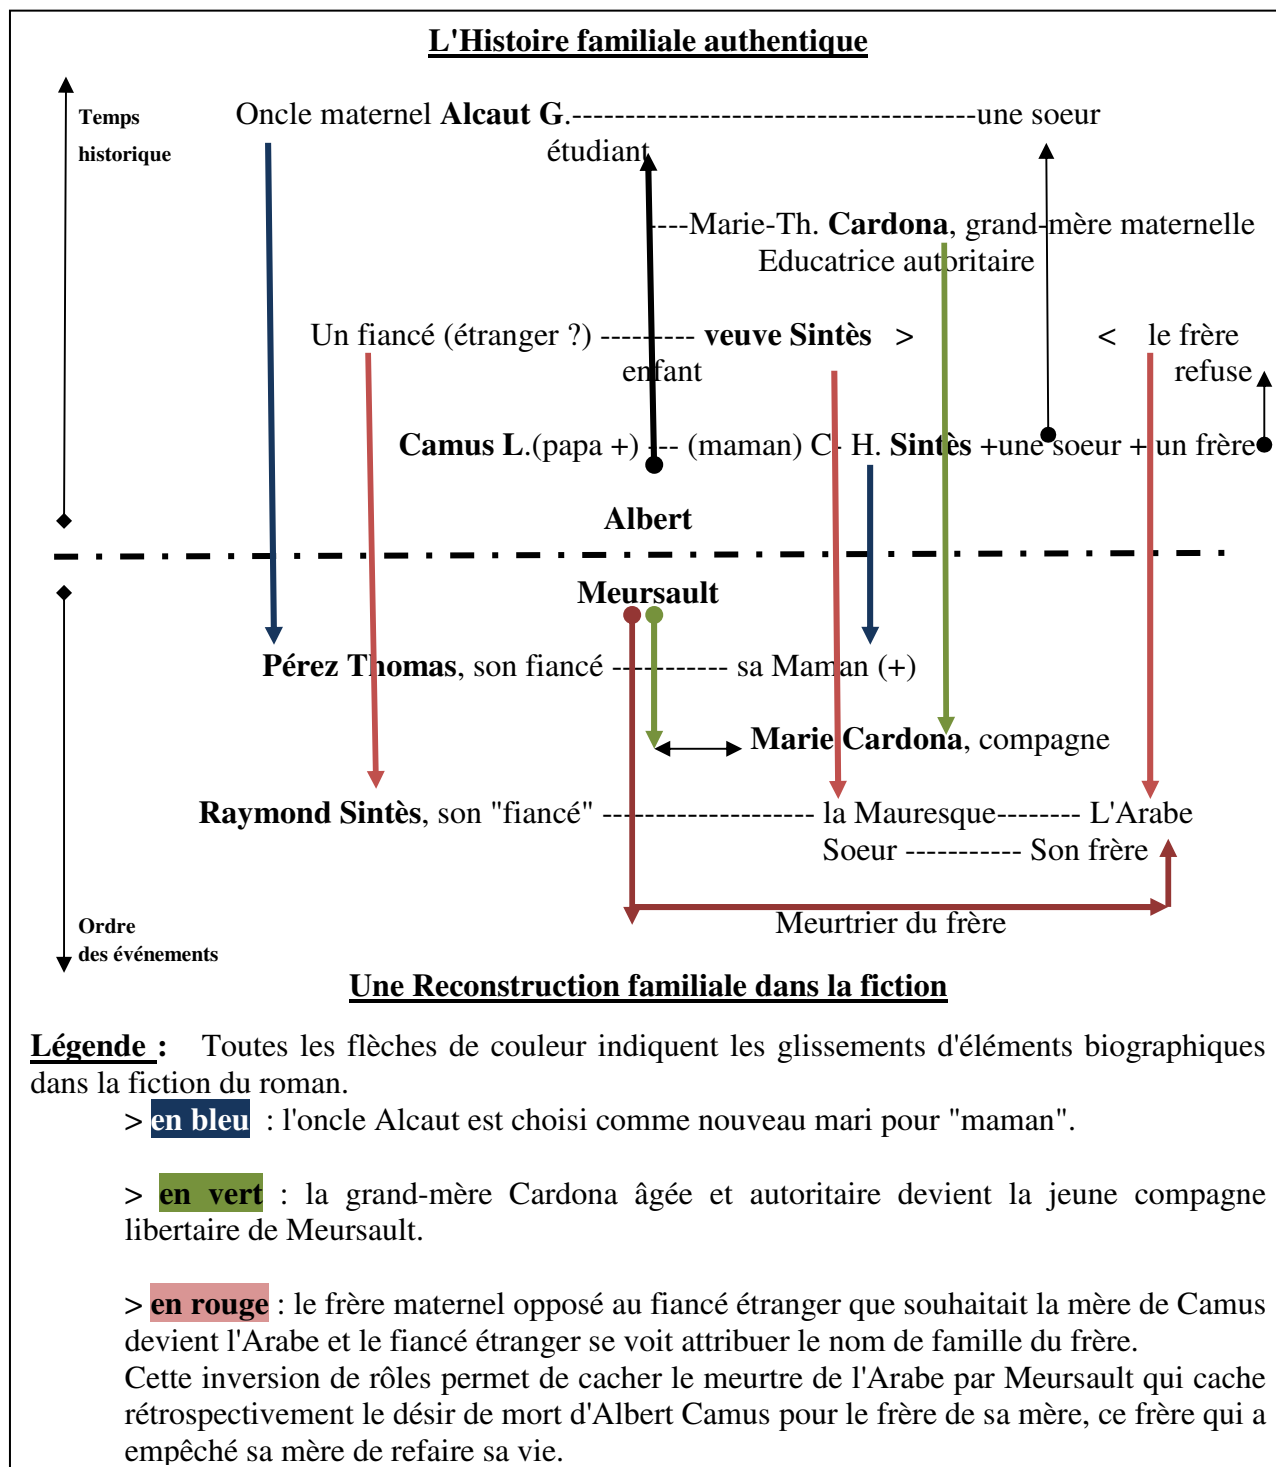 L'Histoire familiale authentique
Temps
historique
Oncle maternel Alcaut G.-------------------------------------une soeur
étudiant
----Marie-Th. Cardona, grand-mère maternelle
Educatrice autoritaire
Un fiancé (étranger ?) --------- veuve Sintès > < le frère
enfant refuse
Camus L.(papa +) --- (maman) C- H. Sintès +une soeur + un frère
Albert
Meursault
Pérez Thomas, son fiancé ----------- sa Maman (+)
Marie Cardona, compagne
Raymond Sintès, son "fiancé" -------------------- la Mauresque-------- L'Arabe
Soeur ----------- Son frère
Meurtrier du frère
Ordre
des événements
Une Reconstruction familiale dans la fiction
Légende : Toutes les flèches de couleur indiquent les glissements d'éléments biographiques
dans la fiction du roman.
> en bleu : l'oncle Alcaut est choisi comme nouveau mari pour "maman".
> en vert : la grand-mère Cardona âgée et autoritaire devient la jeune compagne
libertaire de Meursault.
> en rouge : le frère maternel opposé au fiancé étranger que souhaitait la mère de Camus
devient l'Arabe et le fiancé étranger se voit attribuer le nom de famille du frère.
Cette inversion de rôles permet de cacher le meurtre de l'Arabe par Meursault qui cache
rétrospectivement le désir de mort d'Albert Camus pour le frère de sa mère, ce frère qui a
empêché sa mère de refaire sa vie.